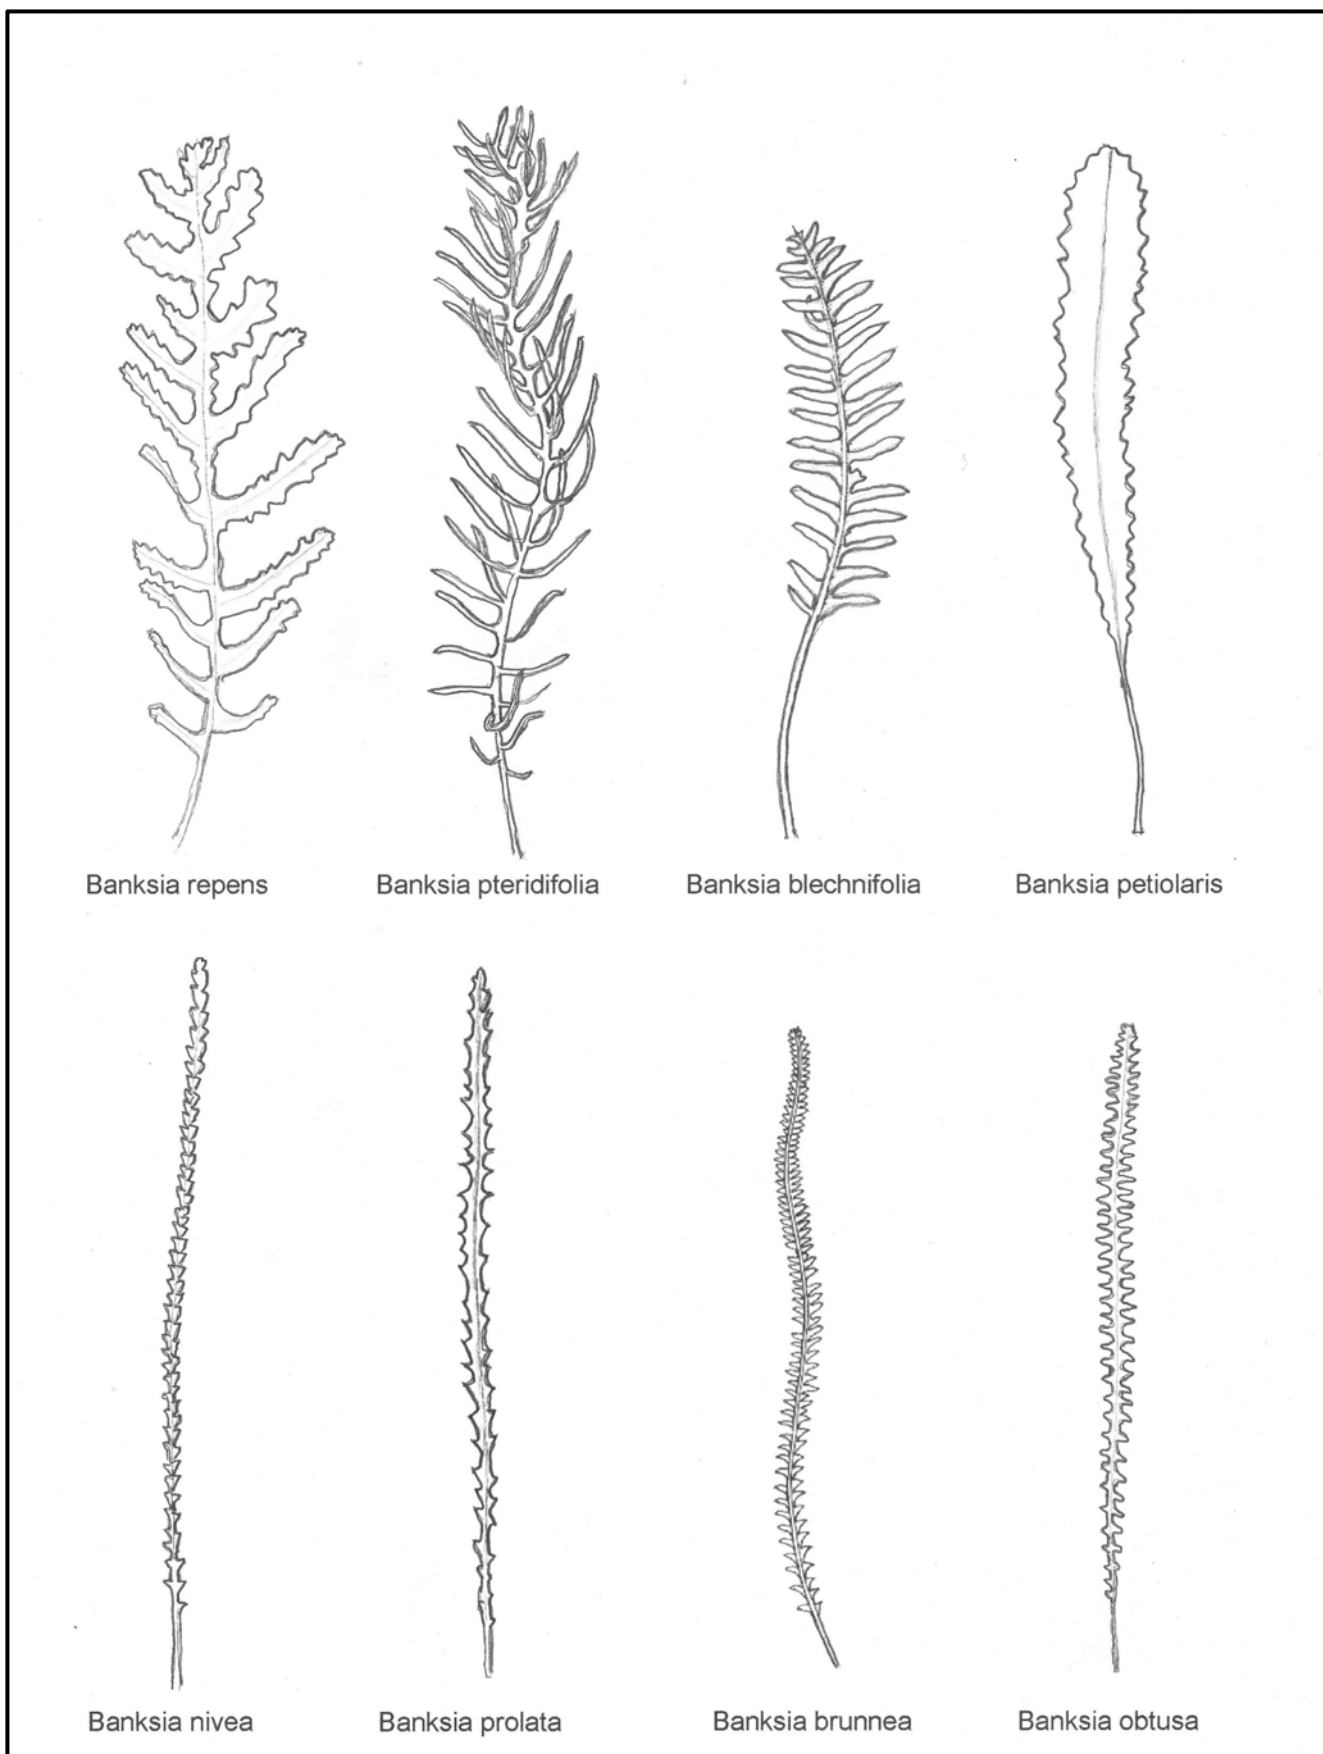 Banksia repens
Banksia pteridifolia
Banksia blechnifolia
Banksia petiolaris
Banksia nivea
Banksia prolata
Banksia brunnea
Banksia obtusa